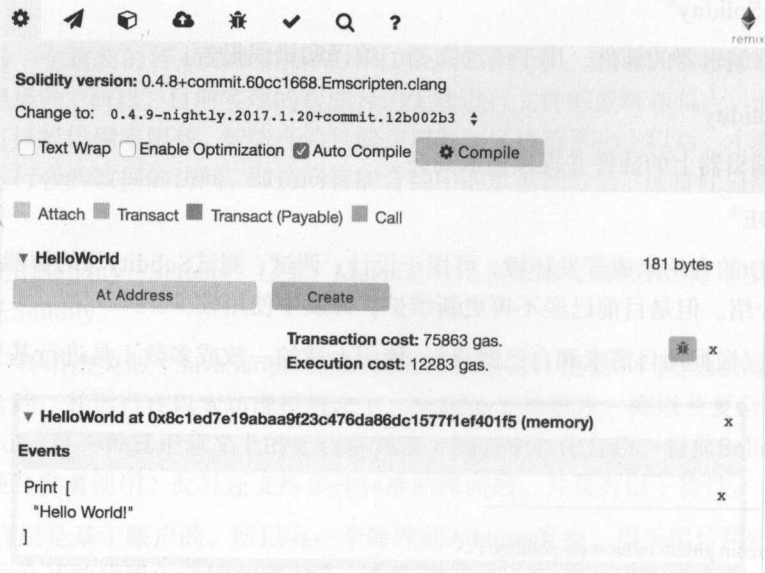 remix
Solidity version: 0.4.8+commit.60cc1668.Emscripten.clang
Change to: 0.4.9-nightly.2017.1.20+commit.12b002b3
Text Wrap Enable Optimization Auto Compile Compile
Attach Transact Transact (Payable) Call
HelloWorld 181 bytes
At Address Create
Transaction cost: 75863 gas.
Execution cost: 12283 gas.
x
HelloWorld at 0x8c1ed7e19abaa9f23c476da86dc1577f1ef401f5 (memory) x
Events
Print [ x
"Hello World!"
]